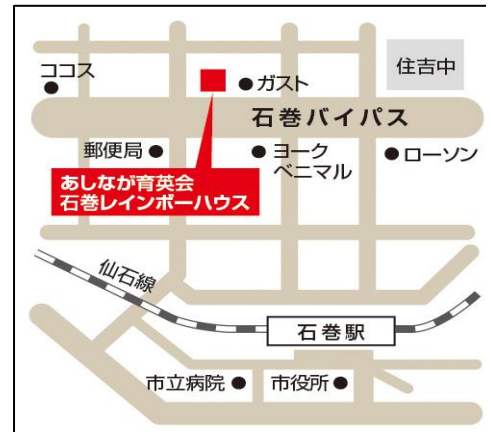 ココス
ガスト
住吉中
石巻バイパス
郵便局
ヨーク
ベニマル
ローソン
あしなが育英会
石巻レインボーハウス
仙石線
石巻駅
市立病院
市役所